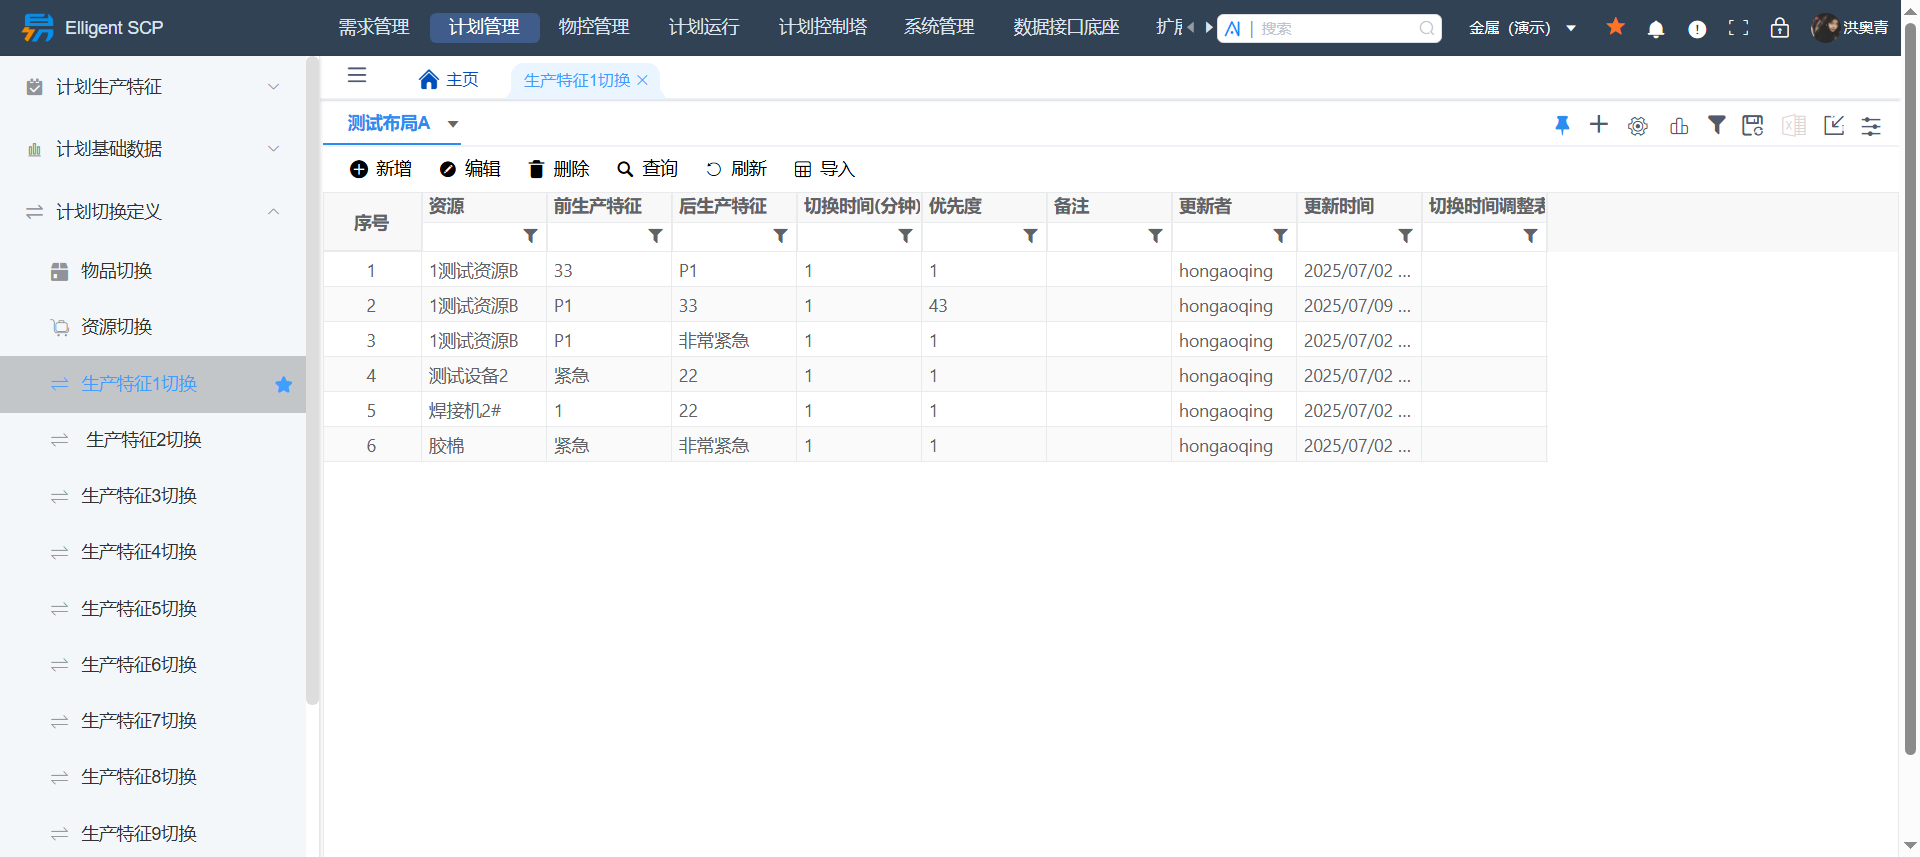 Elligent SCP
需求管理 计划管理 物控管理 计划运行 计划控制塔 系统管理 数据接口底座 搜索 金属 (演示) 洪奥青
计划生产特征
计划基础数据
计划切换定义
物品切换
资源切换
生产特征1切换
生产特征2切换
生产特征3切换
生产特征4切换
生产特征5切换
生产特征6切换
生产特征7切换
生产特征8切换
生产特征9切换
主页 生产特征1切换
测试布局A
新增 编辑 删除 查询 刷新 导入
序号 资源 前生产特征 后生产特征 切换时间(分钟) 优先度 备注 更新者 更新时间 切换时间调整表
1 1测试资源B 33 P1 1 1 hongaoqing 2025/07/02 ...
2 1测试资源B P1 33 1 43 hongaoqing 2025/07/09 ...
3 1测试资源B P1 非常紧急 1 1 hongaoqing 2025/07/02 ...
4 测试设备2 紧急 22 1 1 hongaoqing 2025/07/02 ...
5 焊接机2# 1 22 1 1 hongaoqing 2025/07/02 ...
6 胶棉 紧急 非常紧急 1 1 hongaoqing 2025/07/02 ...